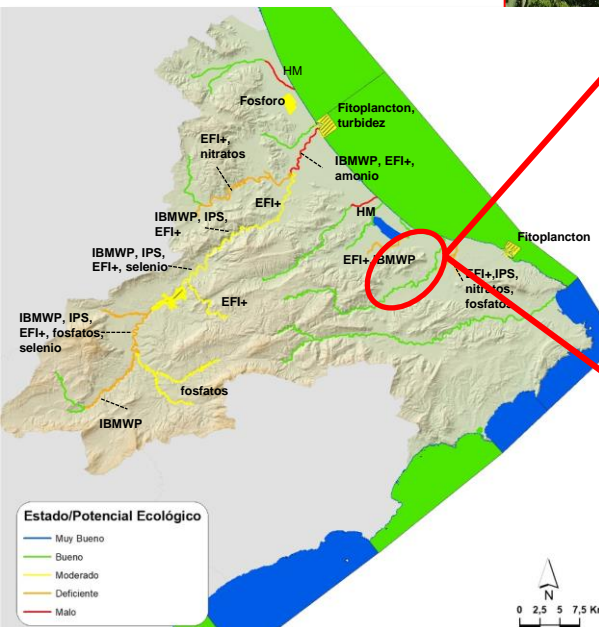 HM
Fosforo
Fitoplancton,
turbidez
EFI+,
nitratos
IBMWP, EFI+,
amonio
EFI+
IBMWP, IPS,
EFI+
HM
Fitoplancton
IBMWP, IPS,
EFI+, selenio
EFI+,IBMWP
EFI+,IPS,
nitratos,
fosfatos
EFI+
IBMWP, IPS,
EFI+, fosfatos,
selenio
fosfatos
IBMWP
Estado/Potencial Ecológico
Muy Bueno
Bueno
Moderado
Deficiente
Malo
N
0 2,5 5 7,5 Km